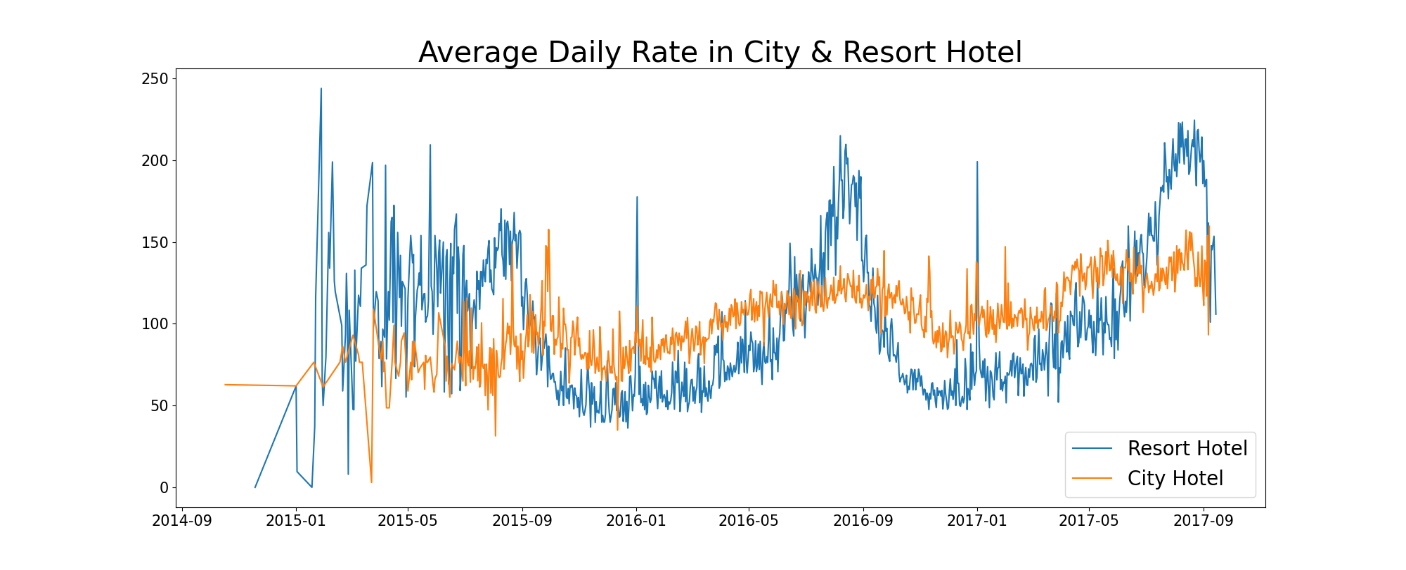 Average Daily Rate in City & Resort Hotel
250
200
150
100
50
0
2014-09 2015-01 2015-05 2015-09 2016-01 2016-05 2016-09 2017-01 2017-05 2017-09
Resort Hotel
City Hotel